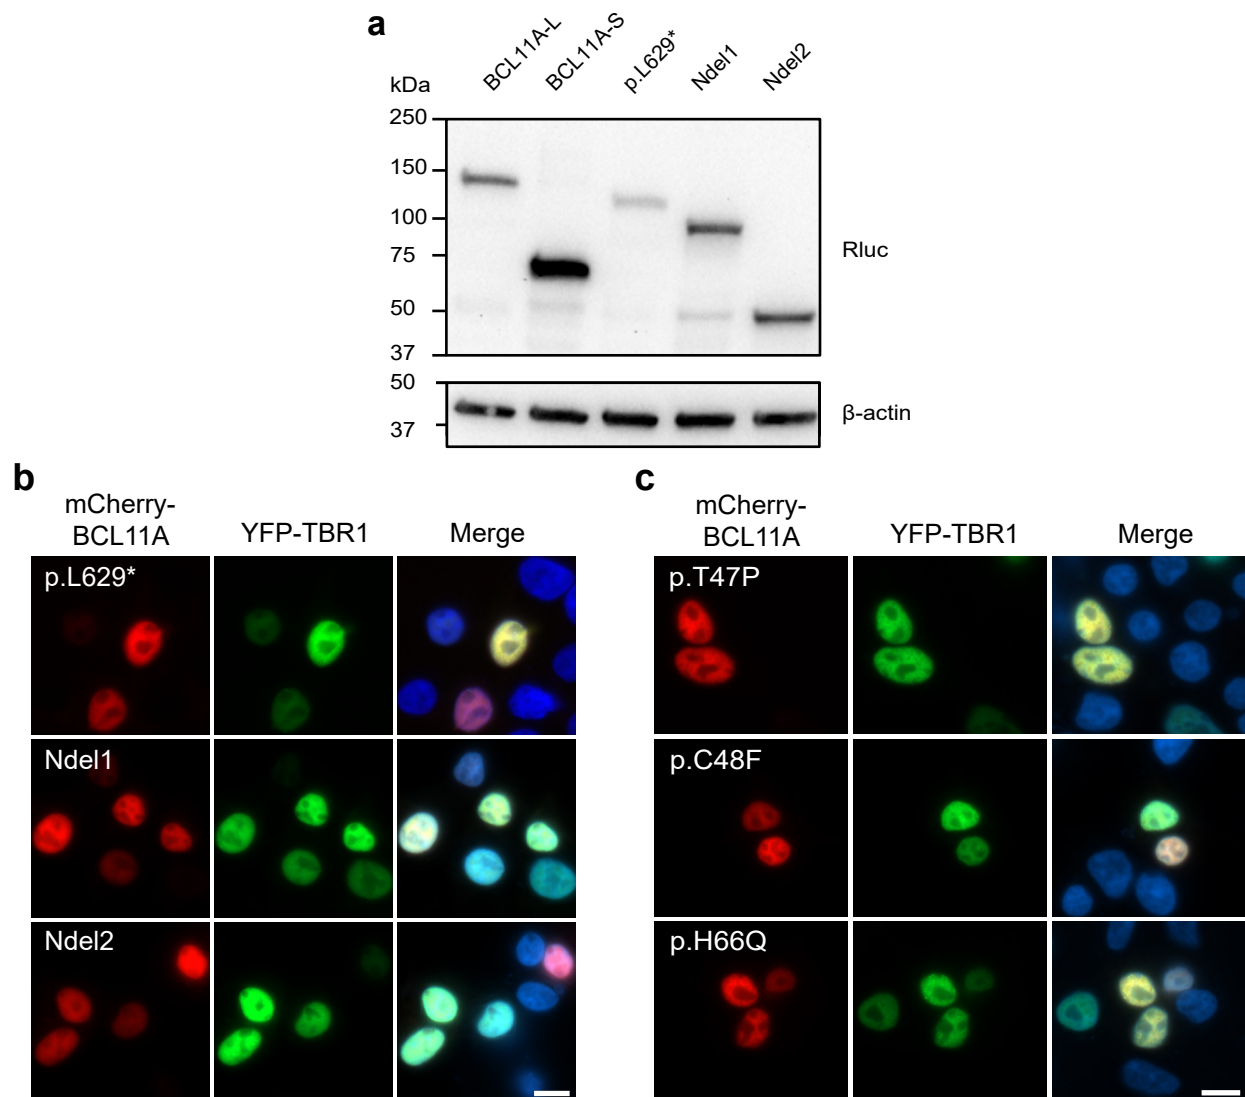 a
BCL11A-L
BCL11A-S
p.L629*
Ndel1
Ndel2
kDa
250
150
100
75
50
37
Rluc
50
37
β-actin
b
mCherry-
BCL11A
YFP-TBR1
Merge
p.L629*
Ndel1
Ndel2
c
mCherry-
BCL11A
YFP-TBR1
Merge
p.T47P
p.C48F
p.H66Q